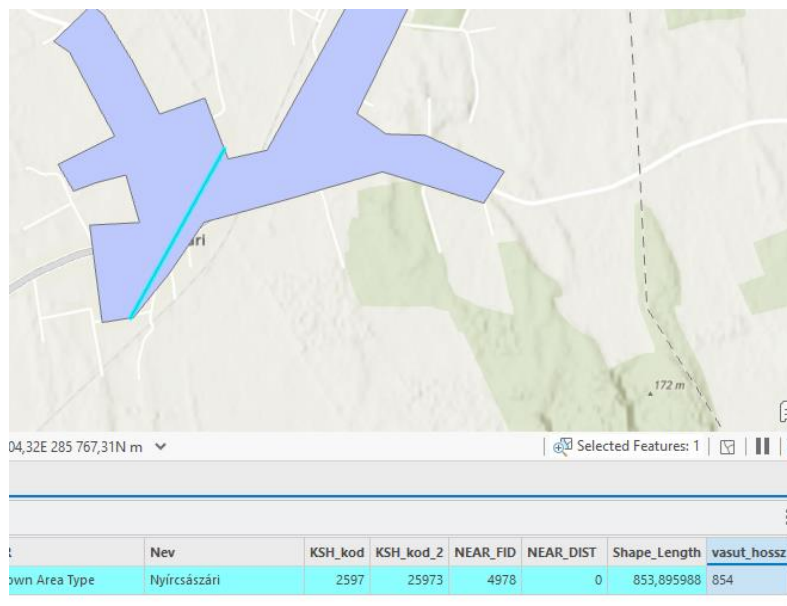 ári
172 m
04,32E 285 767,31N m
Selected Features: 1
Nev KSH_kod KSH_kod_2 NEAR_FID NEAR_DIST Shape_Length vasut_hossz
own Area Type Nyírcsászári 2597 25973 4978 0 853,895988 854